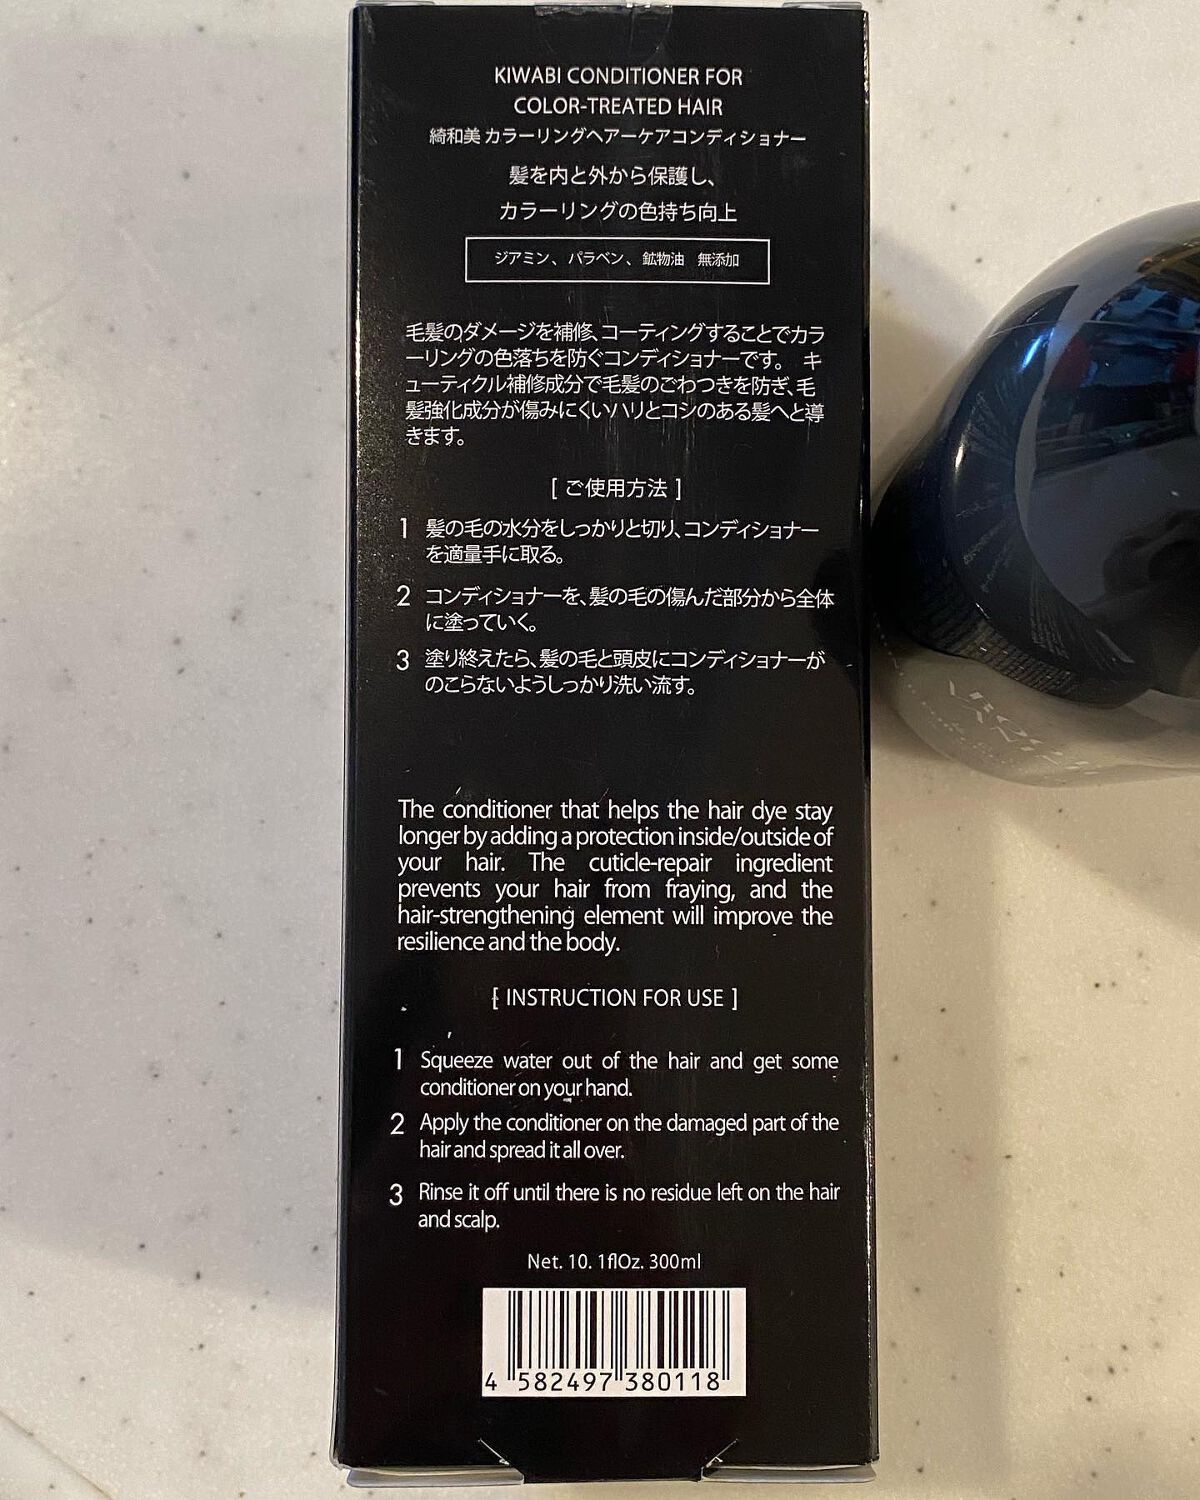 KIWABI CONDITIONER FOR
COLOR-TREATED HAIR
綺和美 カラーリングヘアーケアコンディショナー
髪を内と外から保護し、
カラーリングの色持ち向上
ジアミン、パラベン、鉱物油 無添加
毛髪のダメージを補修、コーティングすることでカラ
ーリングの色落ちを防ぐコンディショナーです。 キ
ューティクル補修成分で毛髪のごわつきを防ぎ、毛
髪強化成分が傷みにくいハリとコシのある髪へと導
きます。
[ ご使用方法 ]
1 髪の毛の水分をしっかりと切り、コンディショナー
を適量手に取る。
2 コンディショナーを、髪の毛の傷んだ部分から全体
に塗っていく。
3 塗り終えたら、髪の毛と頭皮にコンディショナーが
のこらないようしっかり洗い流す。
The conditioner that helps the hair dye stay
longer by adding a protection inside/outside of
your hair. The cuticle-repair ingredient
prevents your hair from fraying, and the
hair-strengthening element will improve the
resilience and the body.
[ INSTRUCTION FOR USE ]
1 Squeeze water out of the hair and get some
conditioner on your hand.
2 Apply the conditioner on the damaged part of the
hair and spread it all over.
3 Rinse it off until there is no residue left on the hair
and scalp.
Net. 10. 1flOz. 300ml
4 582497 380118